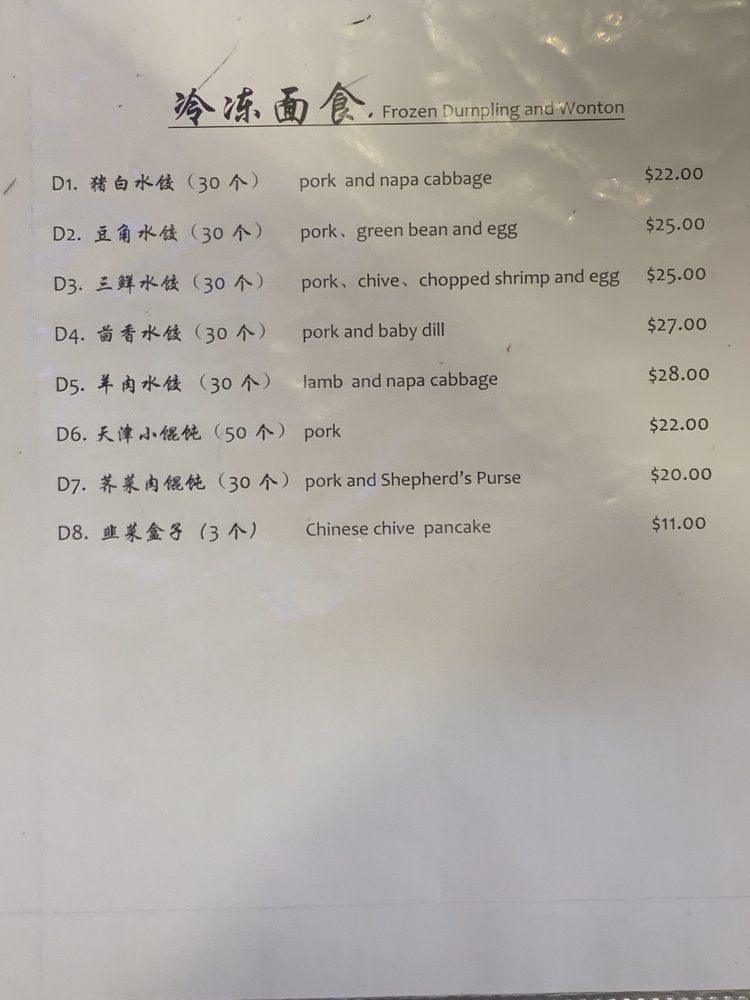 冷冻面食. Frozen Dumpling and Wonton
D1. 猪白水饺（30 个） pork and napa cabbage $22.00
D2. 豆角水饺（30 个） pork、green bean and egg $25.00
D3. 三鲜水饺（30 个） pork、chive、chopped shrimp and egg $25.00
D4. 茴香水饺（30 个） pork and baby dill $27.00
D5. 羊肉水饺（30 个） lamb and napa cabbage $28.00
D6. 天津小馄饨（50 个） pork $22.00
D7. 荠菜肉馄饨（30 个） pork and Shepherd's Purse $20.00
D8. 韭菜盒子（3 个） Chinese chive pancake $11.00